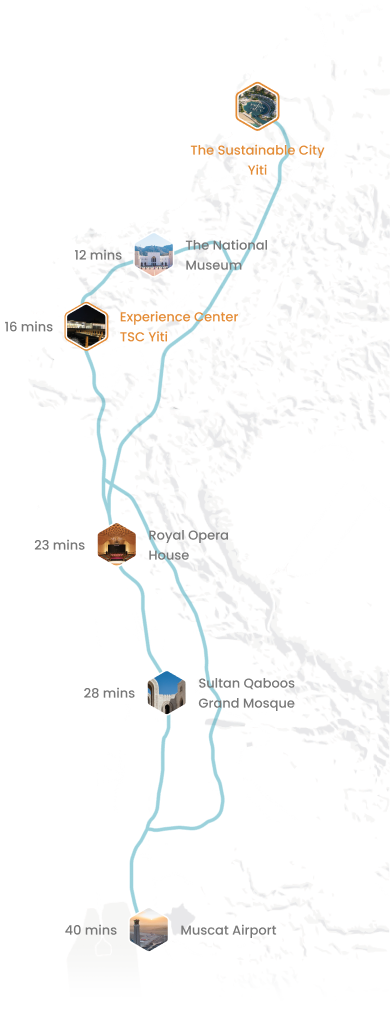 The Sustainable City
Yiti
12 mins
The National
Museum
16 mins
Experience Center
TSC Yiti
23 mins
Royal Opera
House
28 mins
Sultan Qaboos
Grand Mosque
40 mins
Muscat Airport